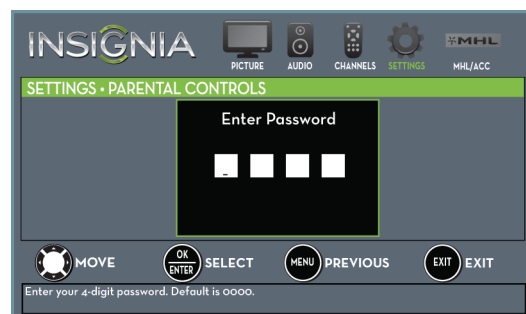 INSIGNIA
PICTURE AUDIO CHANNELS SETTINGS MHL MHL/ACC
SETTINGS • PARENTAL CONTROLS
Enter Password
_
MOVE OK ENTER SELECT MENU PREVIOUS EXIT EXIT
Enter your 4-digit password. Default is 0000.